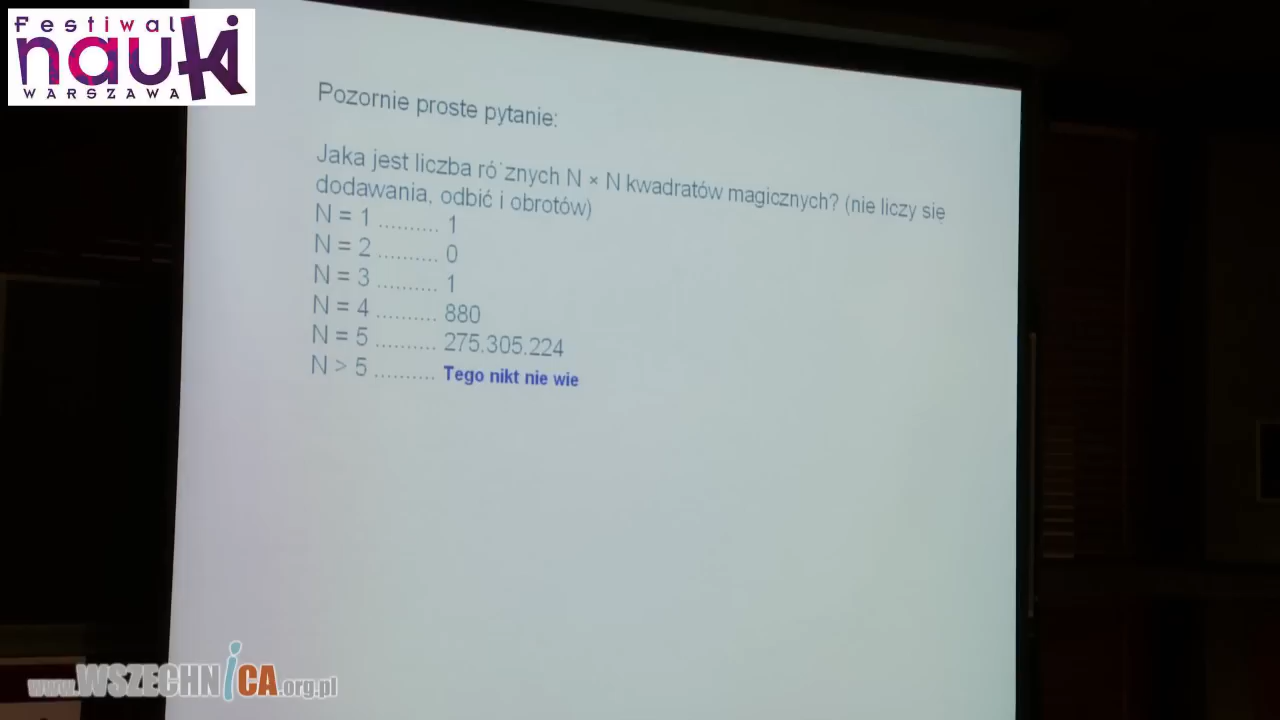 Festiwal
nauki
WARSZAWA
Pozornie proste pytanie:
Jaka jest liczba ró˙znych N × N kwadratów magicznych? (nie liczy się
dodawania, odbić i obrotów)
N = 1 .......... 1
N = 2 .......... 0
N = 3 .......... 1
N = 4 .......... 880
N = 5 .......... 275.305.224
N > 5 .......... Tego nikt nie wie
www.WSZECHNiCA.org.pl